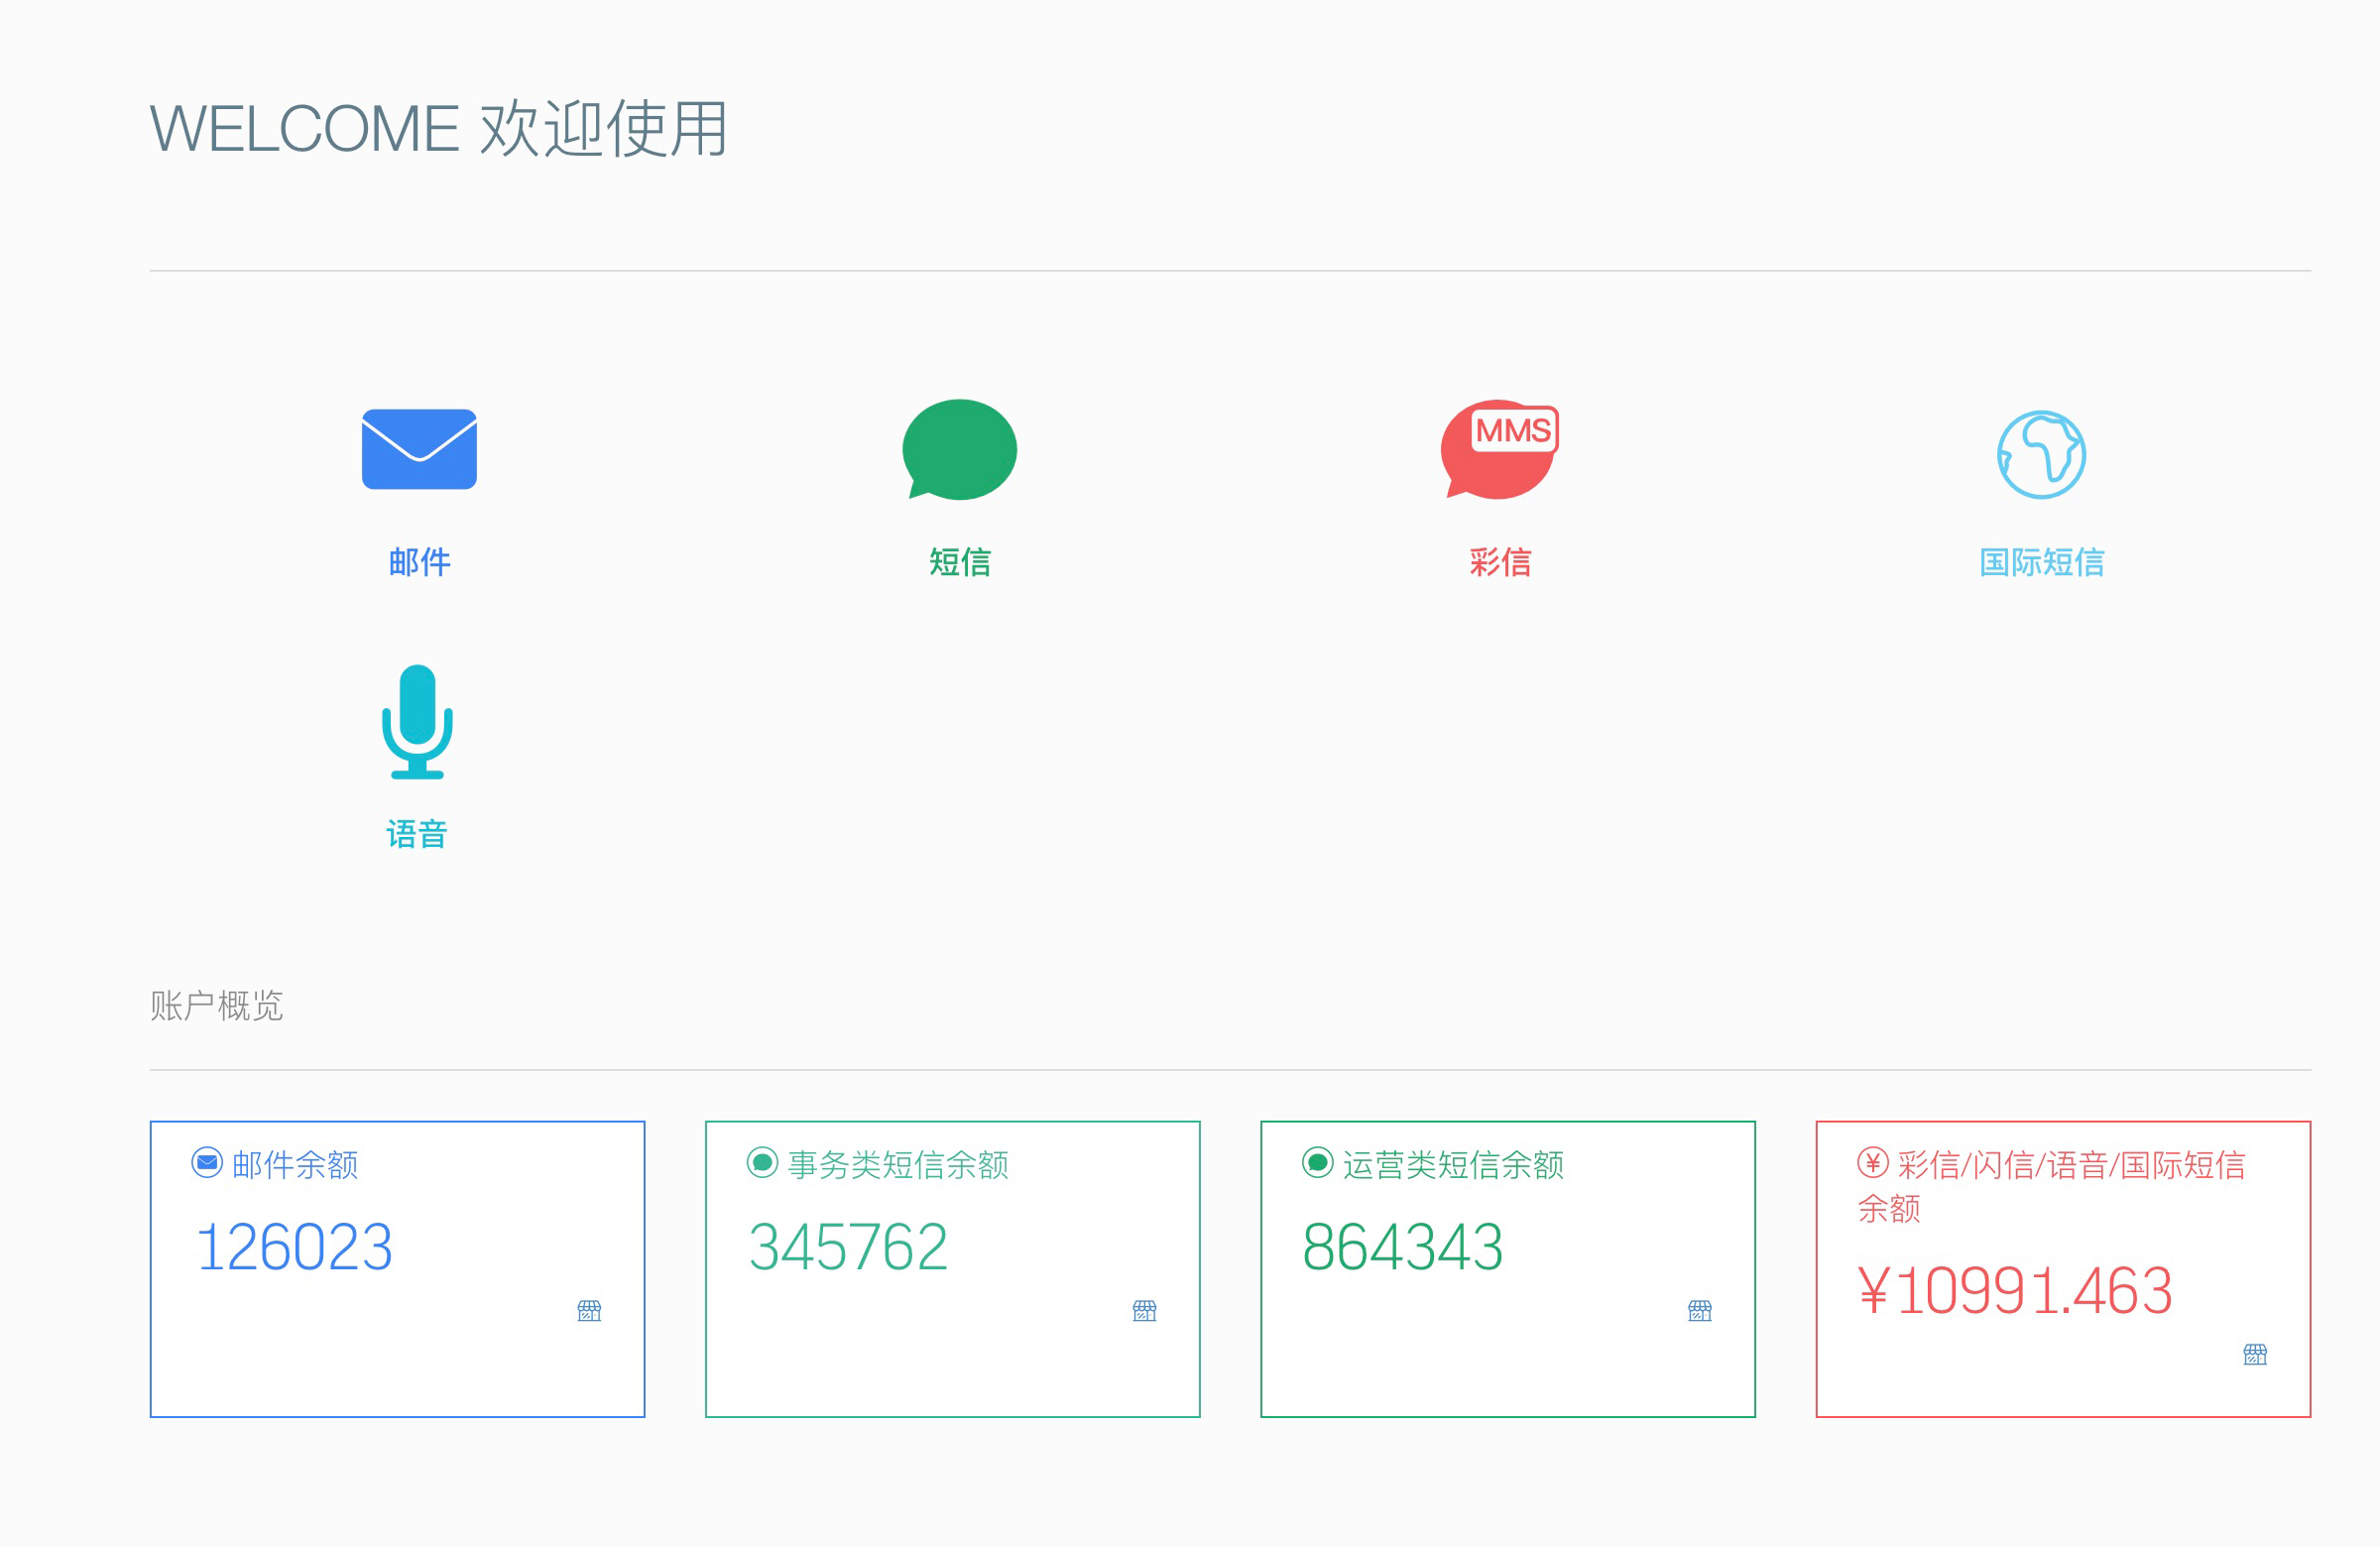 WELCOME 欢迎使用
MMS
邮件
短信
彩信
国际短信
语音
账户概览
邮件余额
126023
事务类短信余额
345762
运营类短信余额
864343
¥ 彩信/闪信/语音/国际短信
余额
¥10991.463